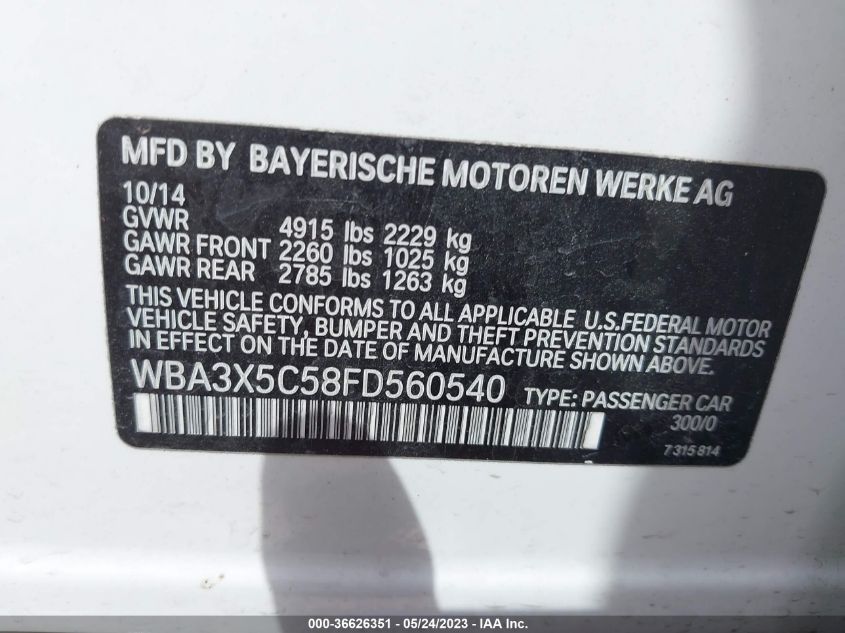 MFD BY BAYERISCHE MOTOREN WERKE AG
10/14
GVWR 4915 lbs 2229 kg
GAWR FRONT 2260 lbs 1025 kg
GAWR REAR 2785 lbs 1263 kg
THIS VEHICLE CONFORMS TO ALL APPLICABLE U.S.FEDERAL MOTOR
VEHICLE SAFETY, BUMPER AND THEFT PREVENTION STANDARDS
IN EFFECT ON THE DATE OF MANUFACTURE SHOWN ABOVE.
WBA3X5C58FD560540 TYPE: PASSENGER CAR
300/0
7315814
000-36626351 / 05/24/2023 - © IAA Inc.